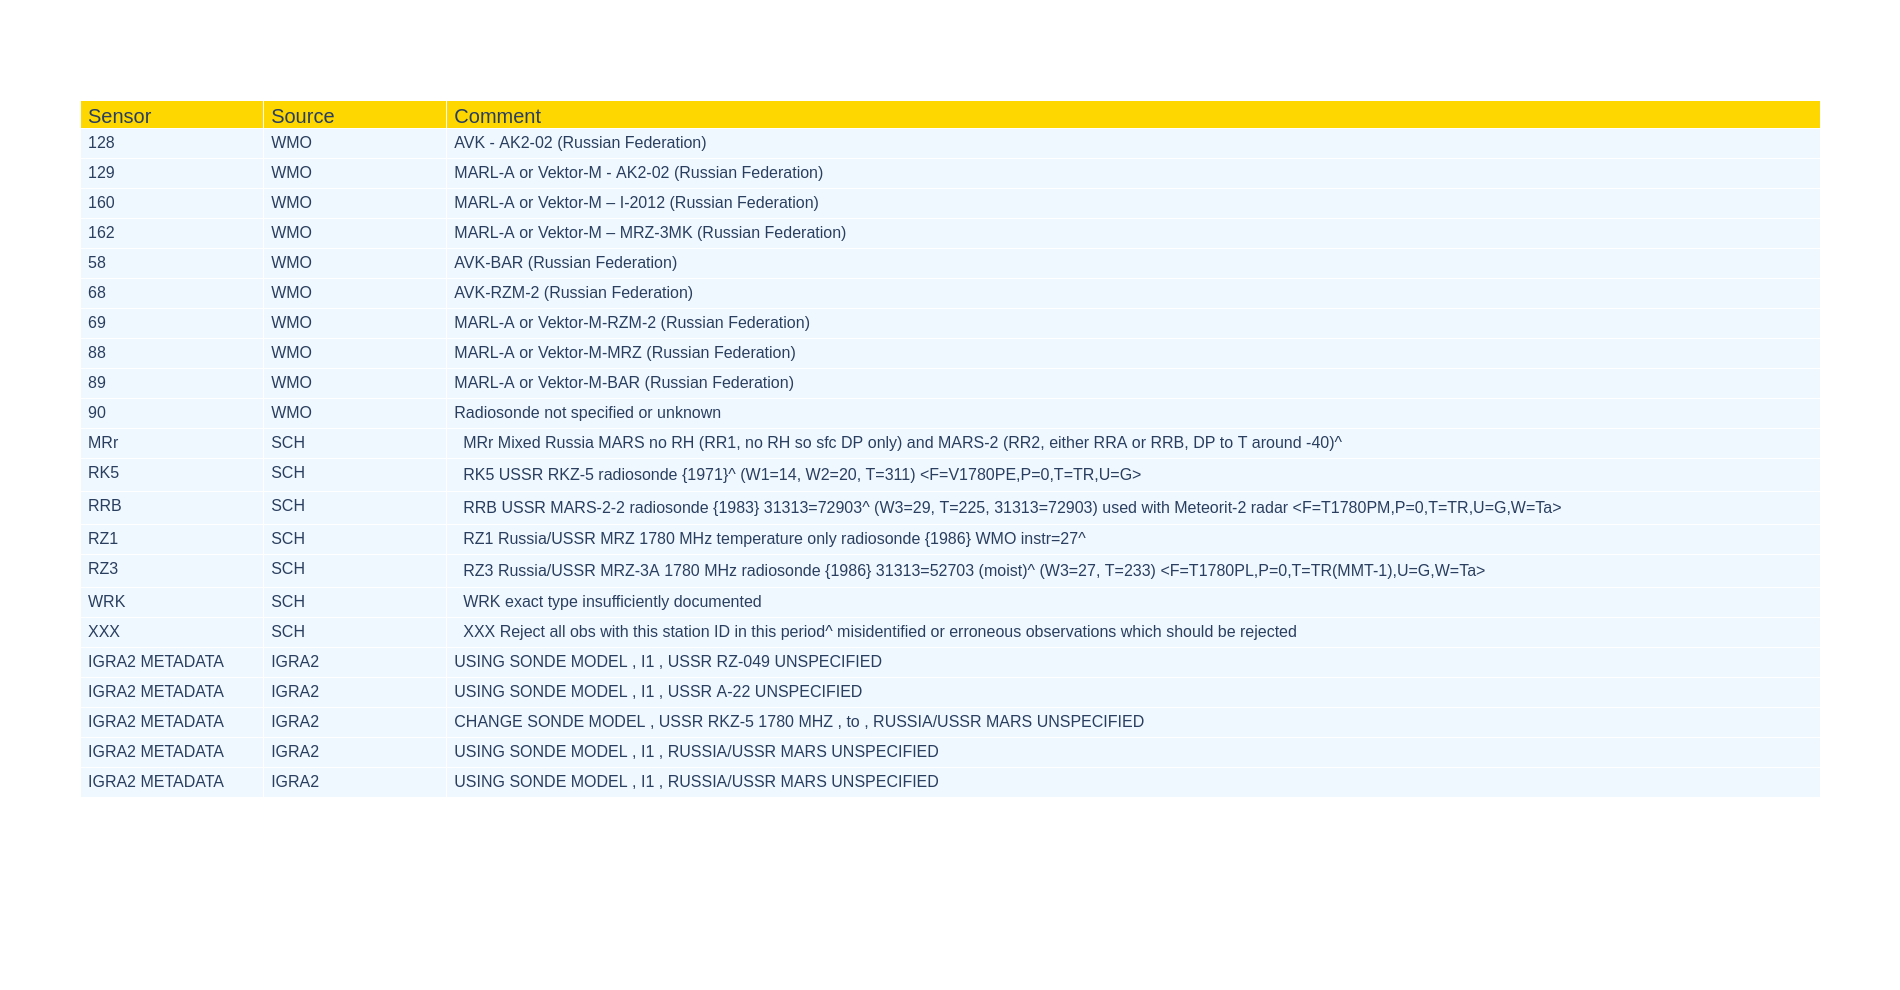 Sensor Source Comment
128 WMO AVK - AK2-02 (Russian Federation)
129 WMO MARL-A or Vektor-M - AK2-02 (Russian Federation)
160 WMO MARL-A or Vektor-M – I-2012 (Russian Federation)
162 WMO MARL-A or Vektor-M – MRZ-3MK (Russian Federation)
58 WMO AVK-BAR (Russian Federation)
68 WMO AVK-RZM-2 (Russian Federation)
69 WMO MARL-A or Vektor-M-RZM-2 (Russian Federation)
88 WMO MARL-A or Vektor-M-MRZ (Russian Federation)
89 WMO MARL-A or Vektor-M-BAR (Russian Federation)
90 WMO Radiosonde not specified or unknown
MRr SCH MRr Mixed Russia MARS no RH (RR1, no RH so sfc DP only) and MARS-2 (RR2, either RRA or RRB, DP to T around -40)^
RK5 SCH RK5 USSR RKZ-5 radiosonde {1971}^ (W1=14, W2=20, T=311) <F=V1780PE,P=0,T=TR,U=G>
RRB SCH RRB USSR MARS-2-2 radiosonde {1983} 31313=72903^ (W3=29, T=225, 31313=72903) used with Meteorit-2 radar <F=T1780PM,P=0,T=TR,U=G,W=Ta>
RZ1 SCH RZ1 Russia/USSR MRZ 1780 MHz temperature only radiosonde {1986} WMO instr=27^
RZ3 SCH RZ3 Russia/USSR MRZ-3A 1780 MHz radiosonde {1986} 31313=52703 (moist)^ (W3=27, T=233) <F=T1780PL,P=0,T=TR(MMT-1),U=G,W=Ta>
WRK SCH WRK exact type insufficiently documented
XXX SCH XXX Reject all obs with this station ID in this period^ misidentified or erroneous observations which should be rejected
IGRA2 METADATA IGRA2 USING SONDE MODEL , I1 , USSR RZ-049 UNSPECIFIED
IGRA2 METADATA IGRA2 USING SONDE MODEL , I1 , USSR A-22 UNSPECIFIED
IGRA2 METADATA IGRA2 CHANGE SONDE MODEL , USSR RKZ-5 1780 MHZ , to , RUSSIA/USSR MARS UNSPECIFIED
IGRA2 METADATA IGRA2 USING SONDE MODEL , I1 , RUSSIA/USSR MARS UNSPECIFIED
IGRA2 METADATA IGRA2 USING SONDE MODEL , I1 , RUSSIA/USSR MARS UNSPECIFIED